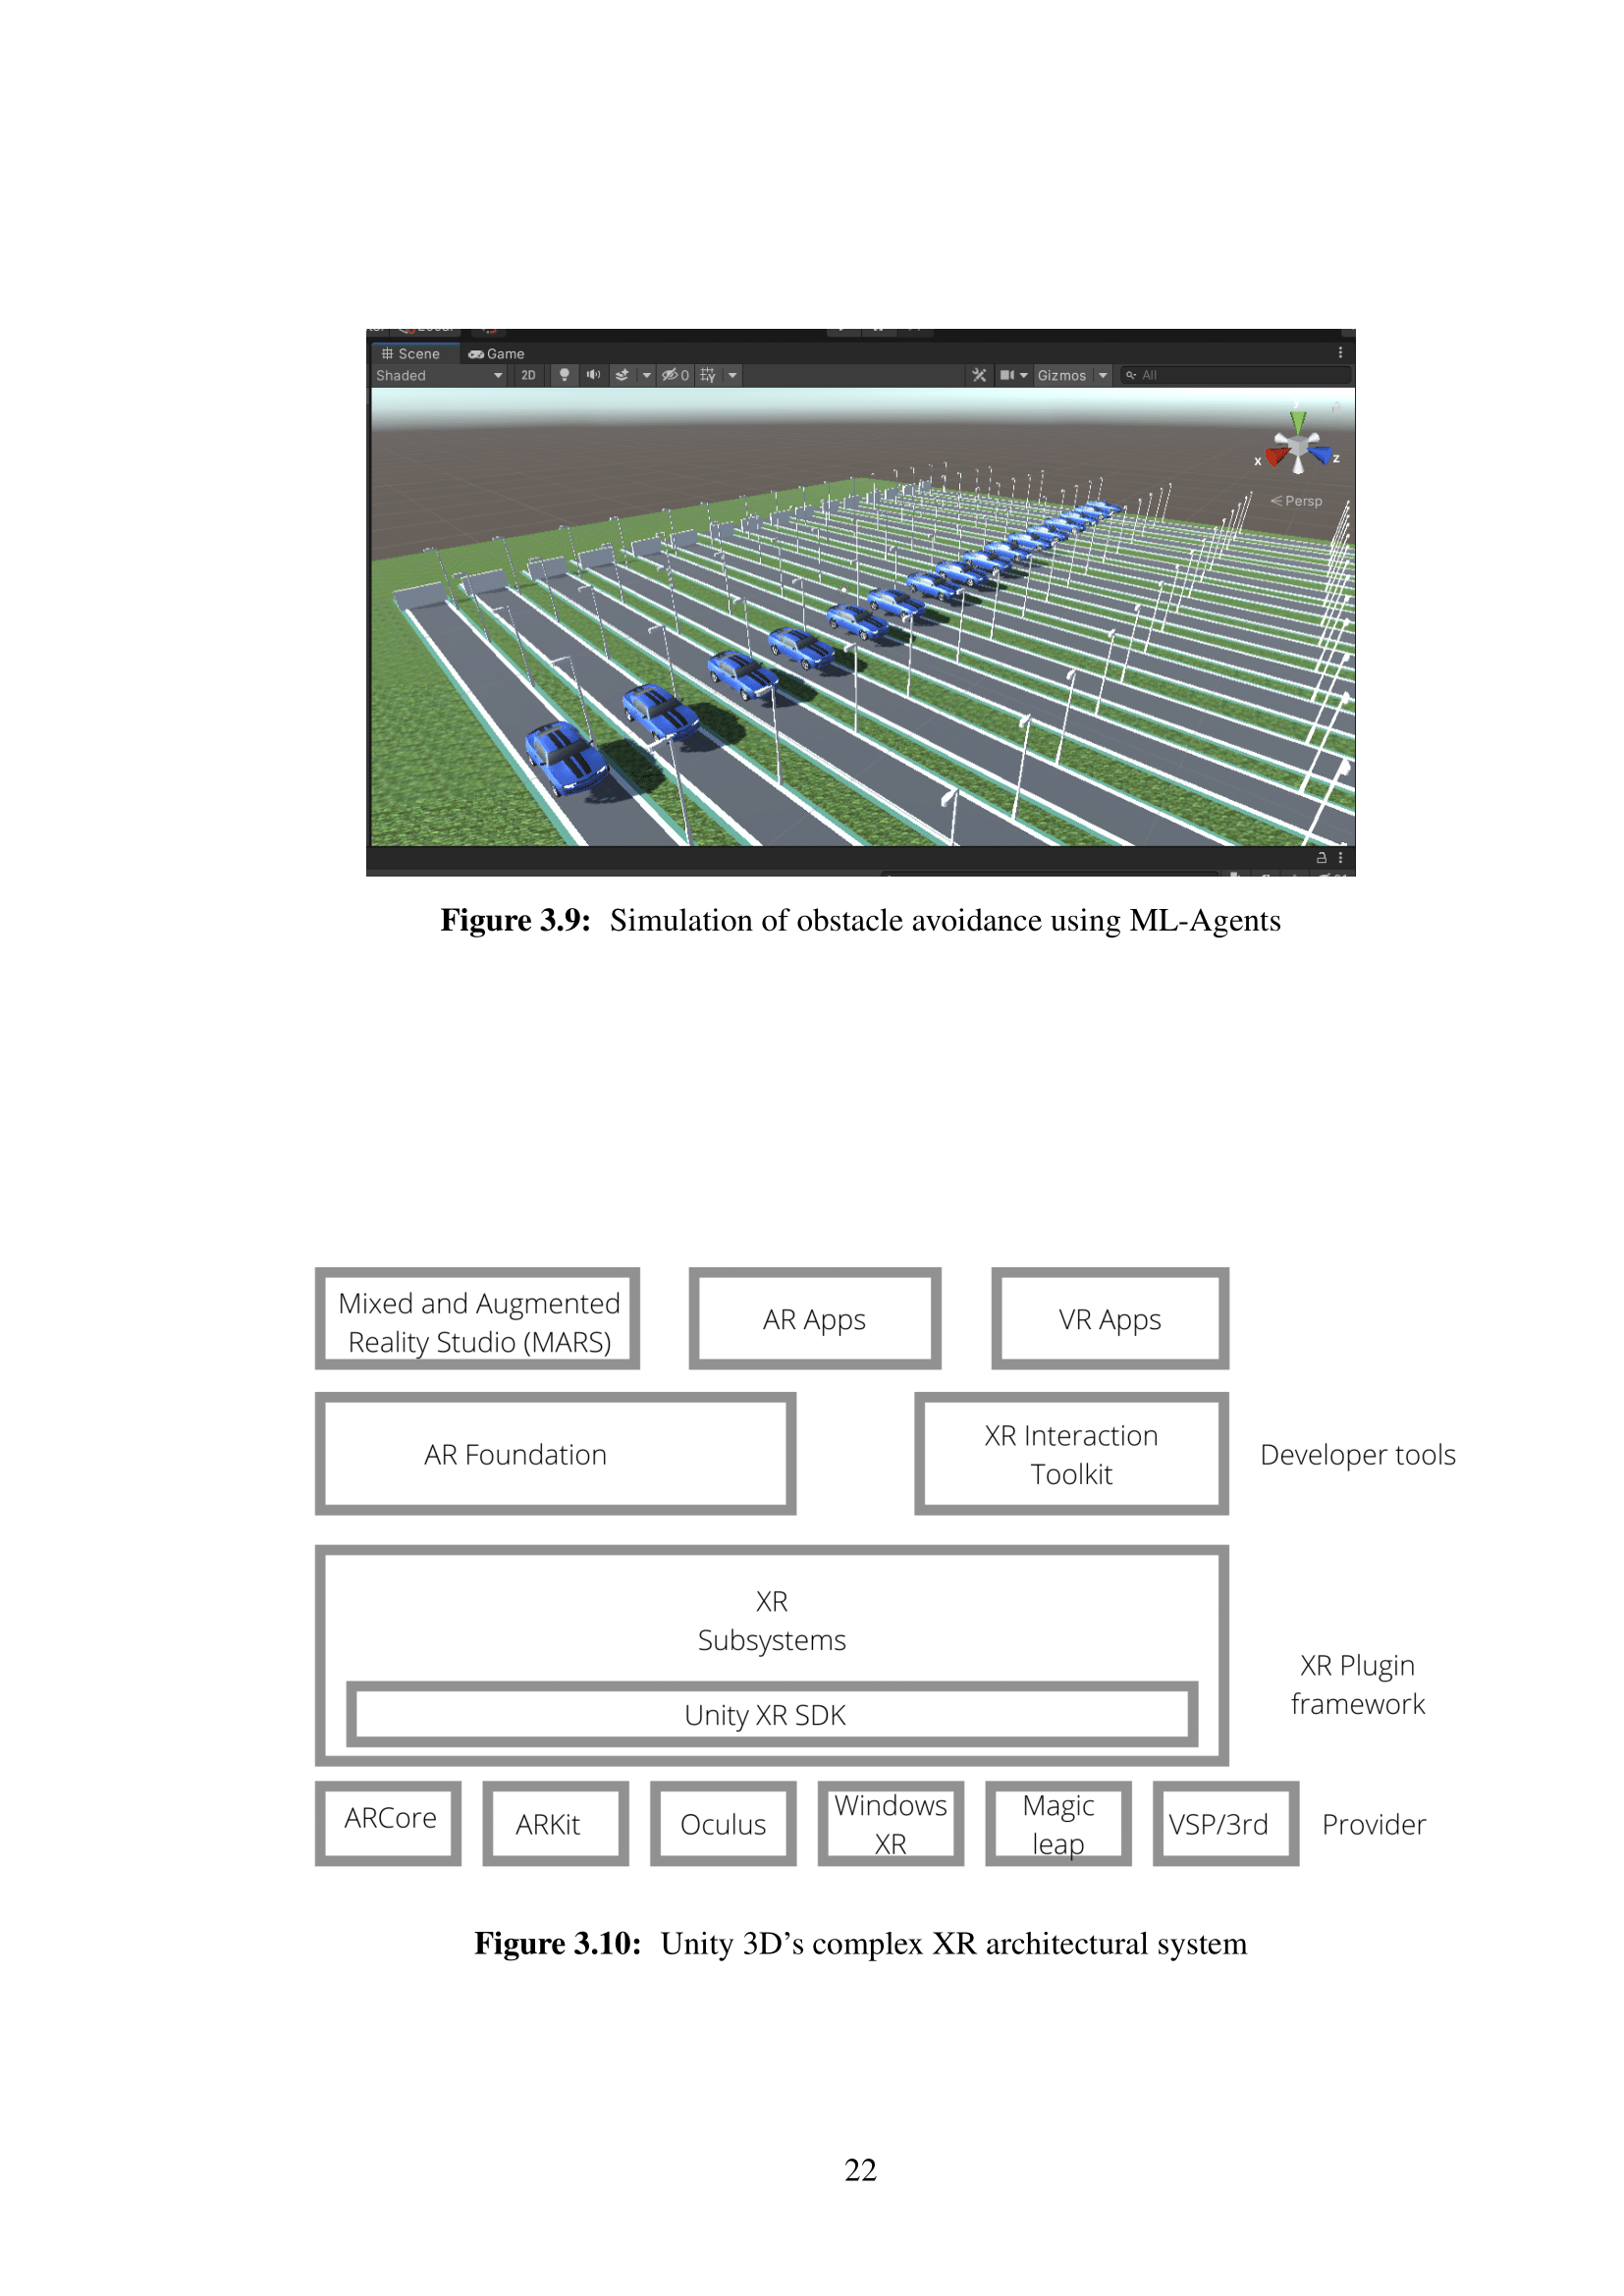 Scene Game
Shaded 2D 0 Gizmos All
y
x z
Persp
Figure 3.9: Simulation of obstacle avoidance using ML-Agents
Mixed and Augmented
Reality Studio (MARS)
AR Apps
VR Apps
AR Foundation
XR Interaction
Toolkit
Developer tools
XR
Subsystems
Unity XR SDK
XR Plugin
framework
ARCore
ARKit
Oculus
Windows
XR
Magic
leap
VSP/3rd
Provider
Figure 3.10: Unity 3D’s complex XR architectural system
22